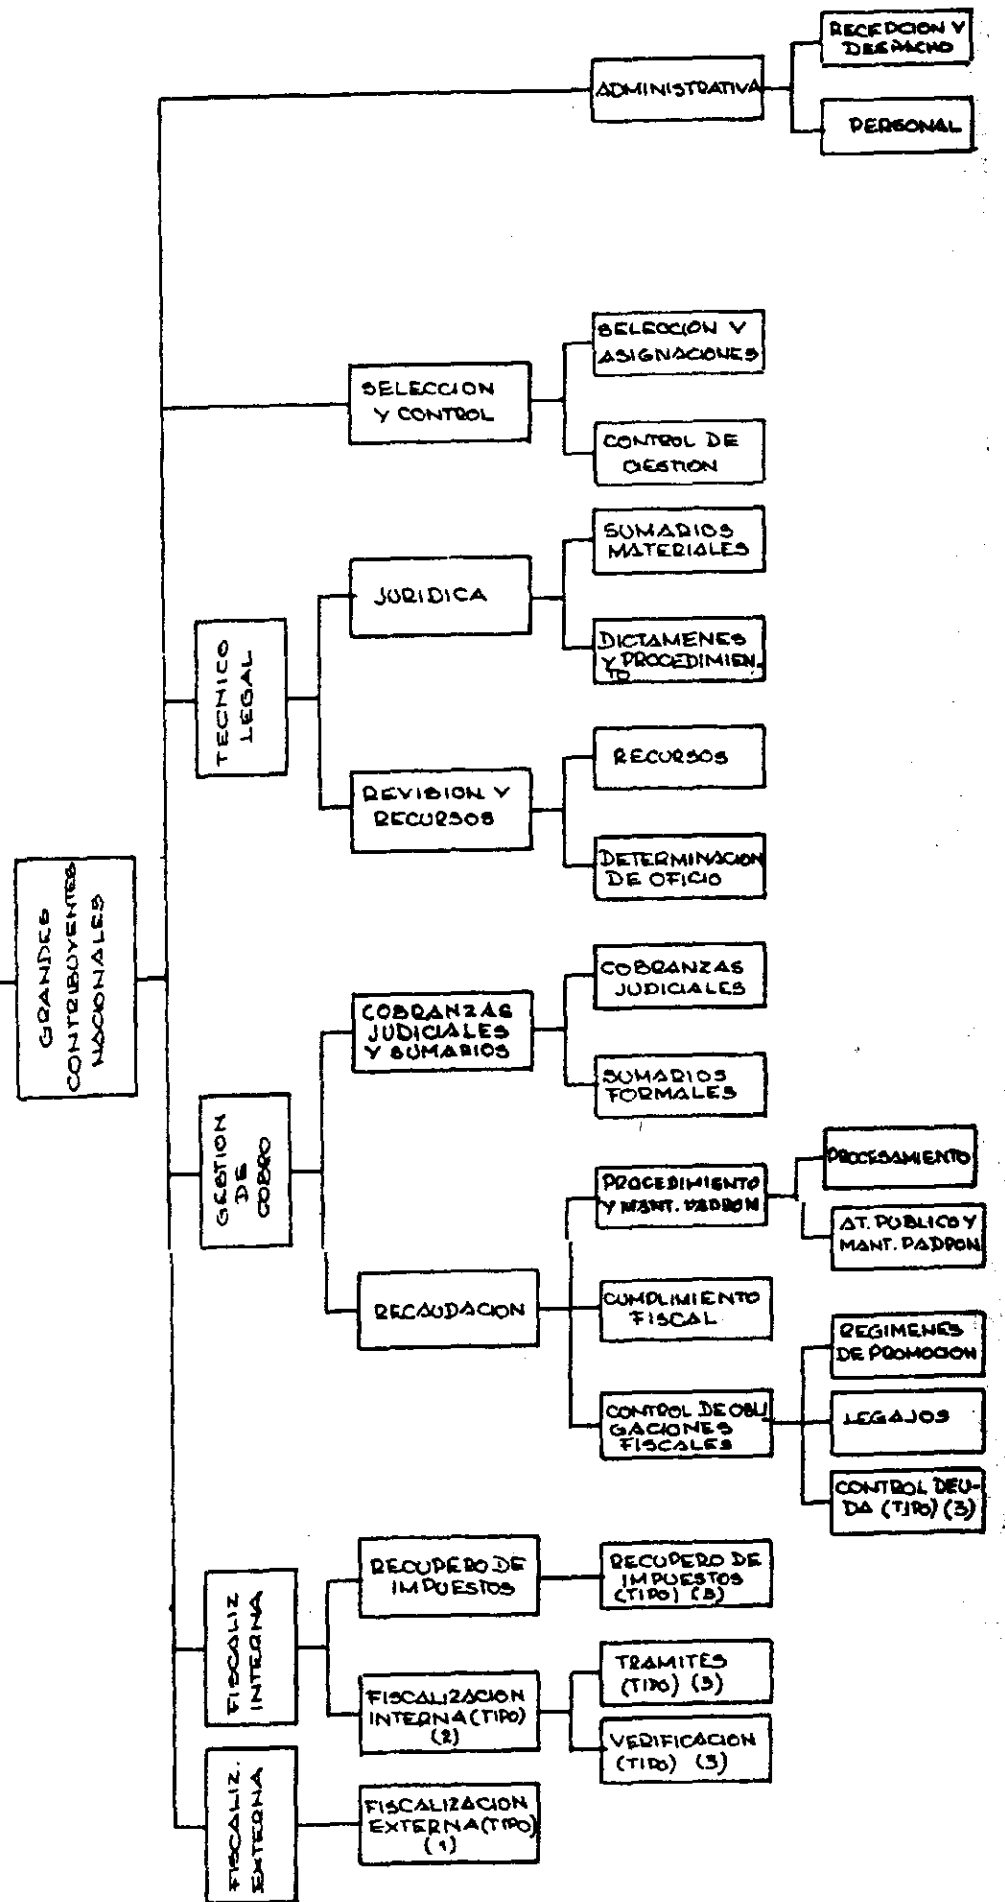 RECEPCION Y
DESPACHO
ADMINISTRATIVA
PERSONAL
SELECCION Y
ASIGNACIONES
SELECCION
Y CONTROL
CONTROL DE
GESTION
SUMARIOS
MATERIALES
JURIDICA
DICTAMENES
Y PROCEDIMIEN-
TO
TECNICO
LEGAL
RECURSOS
REVISION Y
RECURSOS
DETERMINACION
DE OFICIO
GRANDES
CONTRIBUYENTES
NACIONALES
COBRANZAS
JUDICIALES
COBRANZAS
JUDICIALES
Y SUMARIOS
SUMARIOS
FORMALES
GESTION
DE
COBRO
PROCEDIMIENTO
Y MANT. PADRON
PROCESAMIENTO
AT. PUBLICO Y
MANT. PADRON
RECAUDACION
CUMPLIMIENTO
FISCAL
REGIMENES
DE PROMOCION
CONTROL DE OBLI
GACIONES
FISCALES
LEGAJOS
CONTROL DEU-
DA (TIPO) (3)
FISCALIZ
INTERNA
RECUPERO DE
IMPUESTOS
RECUPERO DE
IMPUESTOS
(TIPO) (3)
FISCALIZACION
INTERNA (TIPO)
(2)
TRAMITES
(TIPO) (3)
VERIFICACION
(TIPO) (3)
FISCALIZ.
EXTERNA
FISCALIZACION
EXTERNA (TIPO)
(1)